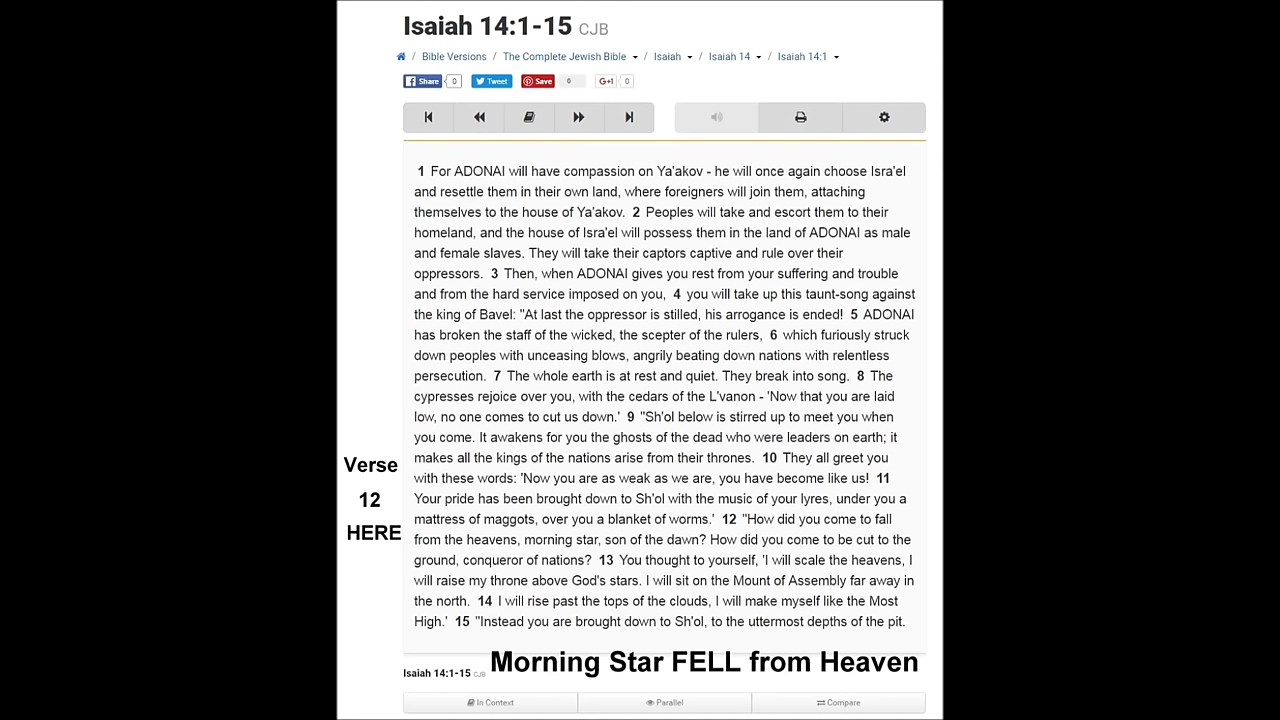 Isaiah 14:1-15 CJB
/ Bible Versions / The Complete Jewish Bible / Isaiah / Isaiah 14 / Isaiah 14:1
Share 0 Tweet Save 0 G+1 0
1 For ADONAI will have compassion on Ya'akov - he will once again choose Isra'el
and resettle them in their own land, where foreigners will join them, attaching
themselves to the house of Ya'akov. 2 Peoples will take and escort them to their
homeland, and the house of Isra'el will possess them in the land of ADONAI as male
and female slaves. They will take their captors captive and rule over their
oppressors. 3 Then, when ADONAI gives you rest from your suffering and trouble
and from the hard service imposed on you, 4 you will take up this taunt-song against
the king of Bavel: "At last the oppressor is stilled, his arrogance is ended! 5 ADONAI
has broken the staff of the wicked, the scepter of the rulers, 6 which furiously struck
down peoples with unceasing blows, angrily beating down nations with relentless
persecution. 7 The whole earth is at rest and quiet. They break into song. 8 The
cypresses rejoice over you, with the cedars of the L'vanon - 'Now that you are laid
low, no one comes to cut us down.' 9 "Sh'ol below is stirred up to meet you when
you come. It awakens for you the ghosts of the dead who were leaders on earth; it
makes all the kings of the nations arise from their thrones. 10 They all greet you
with these words: 'Now you are as weak as we are, you have become like us! 11
Your pride has been brought down to Sh'ol with the music of your lyres, under you a
mattress of maggots, over you a blanket of worms.' 12 "How did you come to fall
from the heavens, morning star, son of the dawn? How did you come to be cut to the
ground, conqueror of nations? 13 You thought to yourself, 'I will scale the heavens, I
will raise my throne above God's stars. I will sit on the Mount of Assembly far away in
the north. 14 I will rise past the tops of the clouds, I will make myself like the Most
High.' 15 "Instead you are brought down to Sh'ol, to the uttermost depths of the pit.
Verse
12
HERE
Morning Star FELL from Heaven
Isaiah 14:1-15 CJB
In Context Parallel Compare